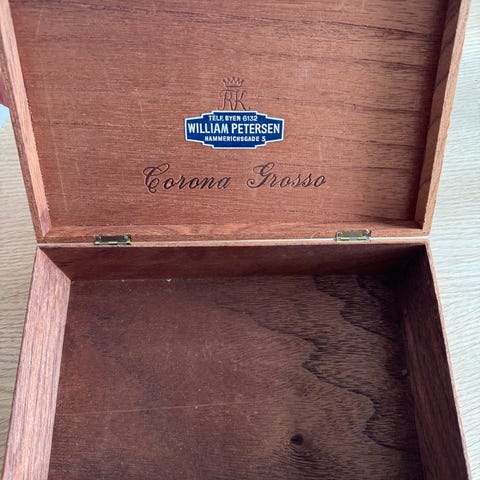 RK
TELF. BYEN 6132
WILLIAM PETERSEN
HAMMERICHSGADE 5
Corona Grosso